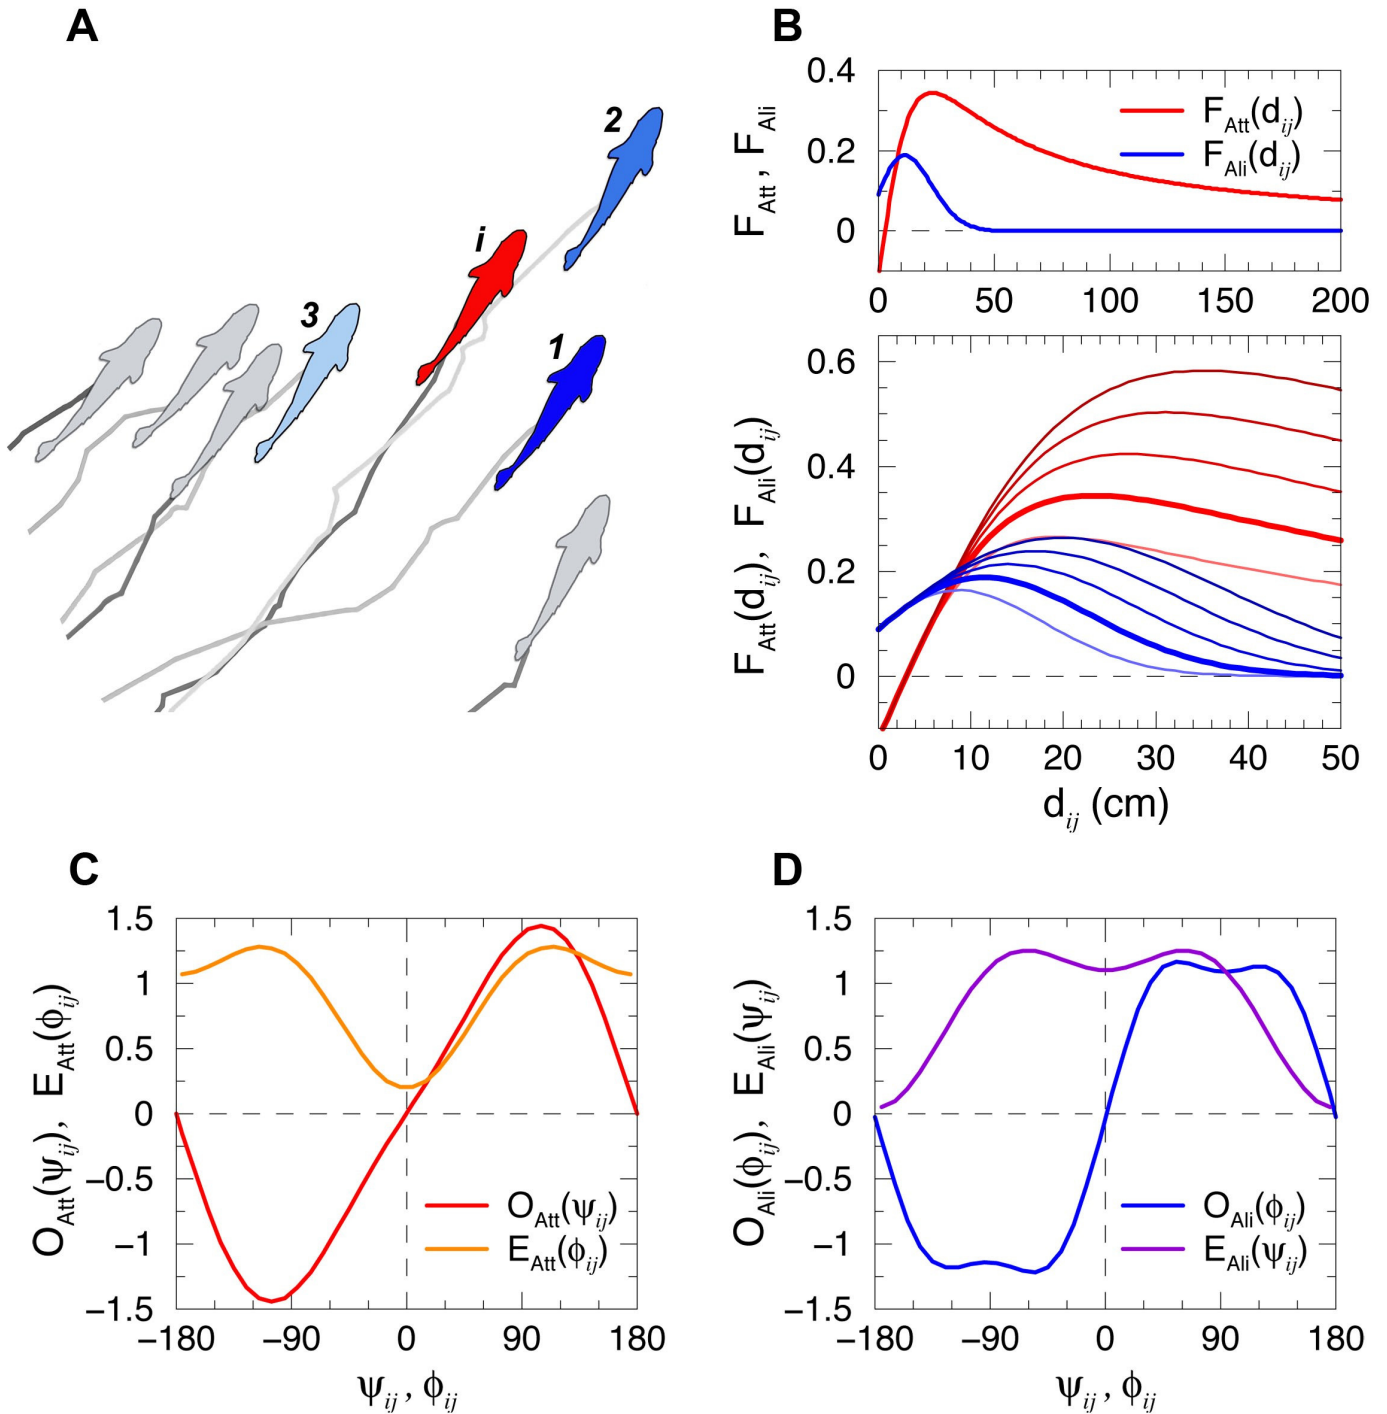 A
2
i
3
1
B
0.4
0.2
0
F_Att, F_Ali
F_Att(d_ij)
F_Ali(d_ij)
0 50 100 150 200
0.6
0.4
0.2
0
F_Att(d_ij), F_Ali(d_ij)
0 10 20 30 40 50
d_ij (cm)
C
1.5
1
0.5
0
−0.5
−1
−1.5
O_Att(ψ_ij), E_Att(ϕ_ij)
O_Att(ψ_ij)
E_Att(ϕ_ij)
−180 −90 0 90 180
ψ_ij, ϕ_ij
D
1.5
1
0.5
0
−0.5
−1
−1.5
O_Ali(ϕ_ij), E_Ali(ψ_ij)
O_Ali(ϕ_ij)
E_Ali(ψ_ij)
−180 −90 0 90 180
ψ_ij, ϕ_ij